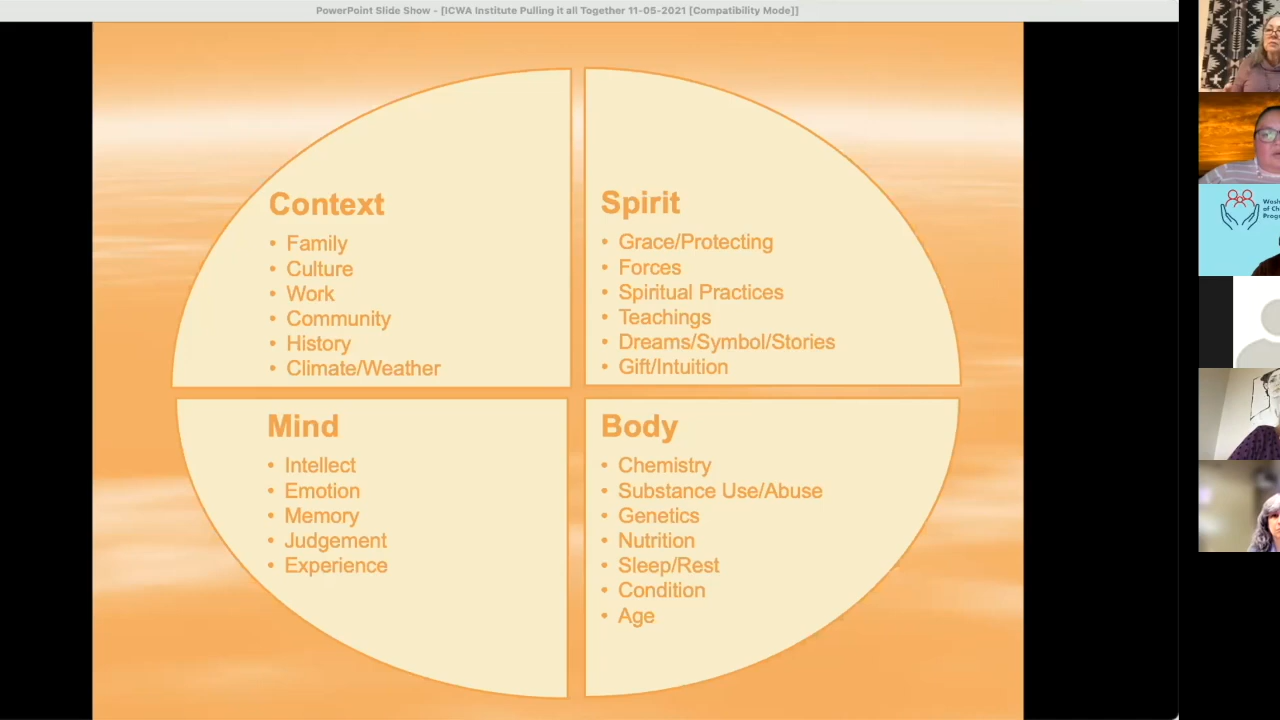 PowerPoint Slide Show - [ICWA Institute Pulling it all Together 11-05-2021 [Compatibility Mode]]
Context
• Family
• Culture
• Work
• Community
• History
• Climate/Weather
Spirit
• Grace/Protecting
• Forces
• Spiritual Practices
• Teachings
• Dreams/Symbol/Stories
• Gift/Intuition
Mind
• Intellect
• Emotion
• Memory
• Judgement
• Experience
Body
• Chemistry
• Substance Use/Abuse
• Genetics
• Nutrition
• Sleep/Rest
• Condition
• Age